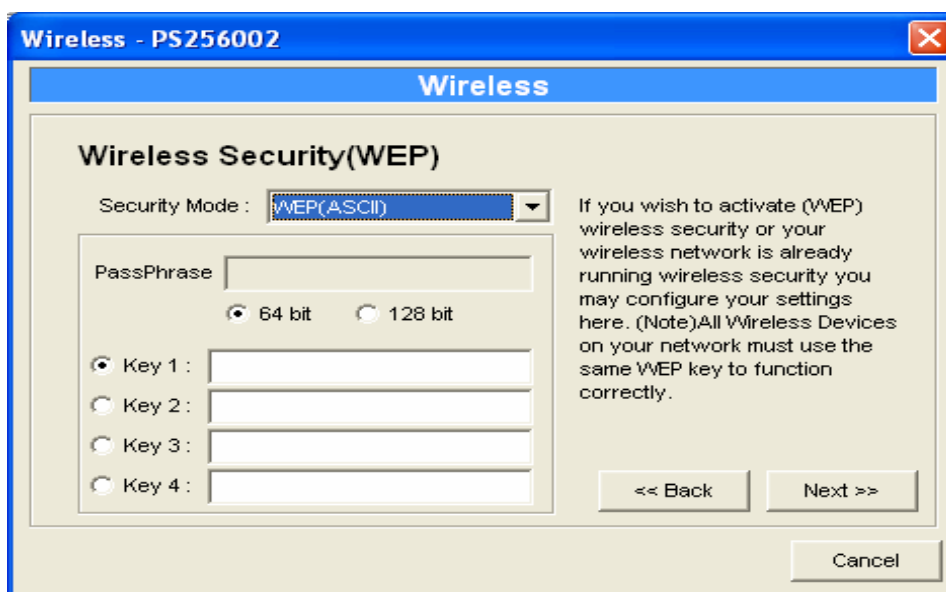 Wireless - PS256002
Wireless
Wireless Security(WEP)
Security Mode : WEP(ASCII)
PassPhrase
64 bit 128 bit
Key 1 :
Key 2 :
Key 3 :
Key 4 :
If you wish to activate (WEP)
wireless security or your
wireless network is already
running wireless security you
may configure your settings
here. (Note)All Wireless Devices
on your network must use the
same WEP key to function
correctly.
<< Back Next >>
Cancel